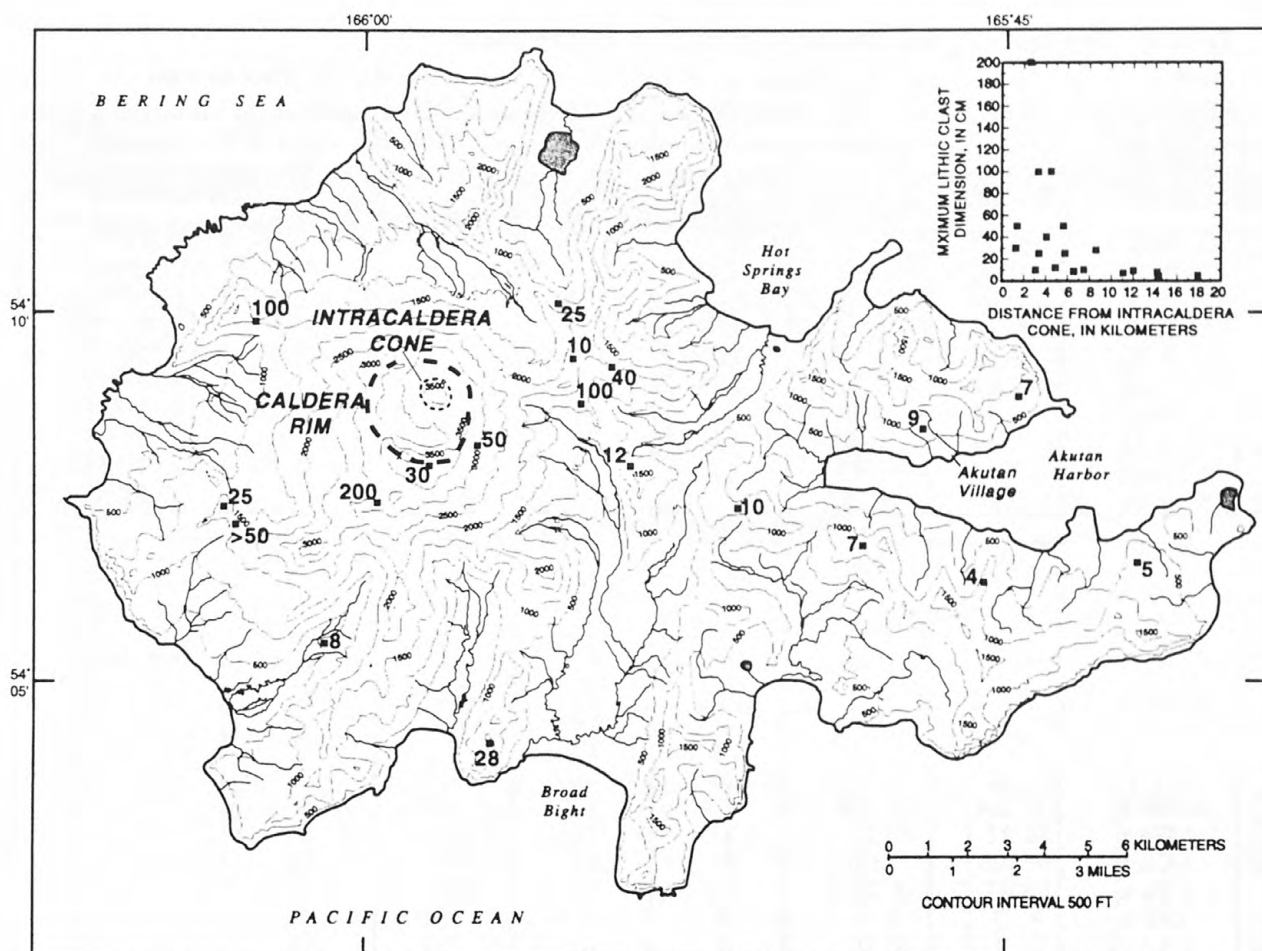 166°00'
165°45'
BERING SEA
200
180
160
140
120
100
80
60
40
20
0
MXIMUM LITHIC CLAST
DIMENSION, IN CM
0 2 4 6 8 10 12 14 16 18 20
DISTANCE FROM INTRACALDERA
CONE, IN KILOMETERS
Hot
Springs
Bay
54°
10'
100
INTRACALDERA
CONE
CALDERA
RIM
25
10
40
100
7
9
50
30
12
Akutan
Village
Akutan
Harbor
200
25
>50
10
7
4
5
8
54°
05'
28
Broad
Bight
0 1 2 3 4 5 6 KILOMETERS
0 1 2 3 MILES
CONTOUR INTERVAL 500 FT
PACIFIC OCEAN